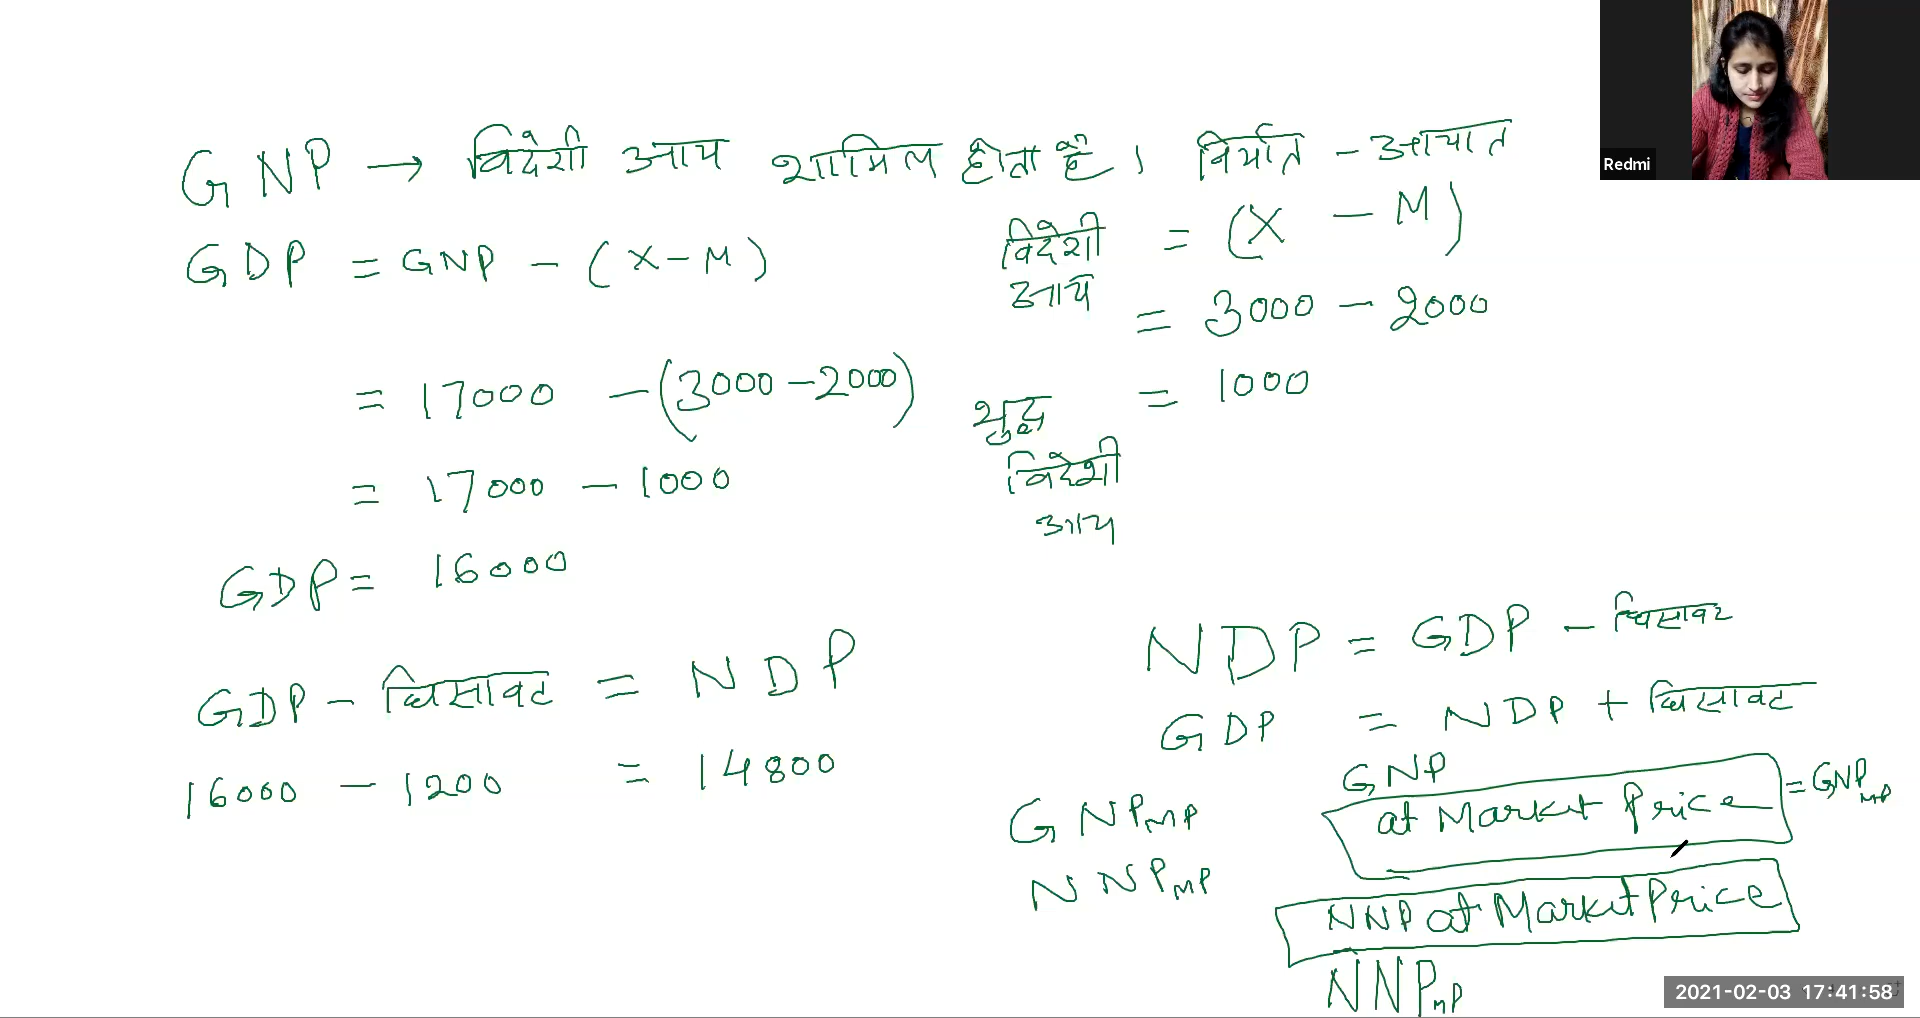 GNP → विदेशी आय शामिल होता है। निर्यात - आयात
विदेशी आय = (X - M)
GDP = GNP - (X-M)
= 3000 - 2000
= 17000 - (3000-2000)
= 1000
शुद्ध विदेशी आय
= 17000 - 1000
GDP = 16000
GDP - घिसावट = NDP
16000 - 1200 = 14800
NDP = GDP - घिसावट
GDP = NDP + घिसावट
GNP
at Market Price = GNPMP
GNPMP
NNPMP
NNP at Market Price
NNPMP
Redmi
2021-02-03 17:41:58